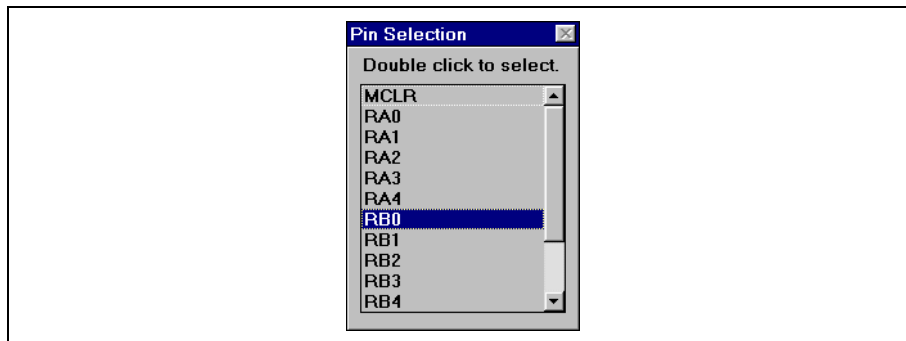 Pin Selection
Double click to select.
MCLR
RA0
RA1
RA2
RA3
RA4
RB0
RB1
RB2
RB3
RB4